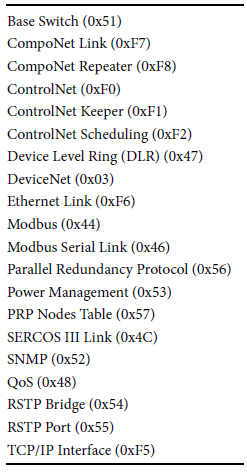 Base Switch (0x51)
CompoNet Link (0xF7)
CompoNet Repeater (0xF8)
ControlNet (0xF0)
ControlNet Keeper (0xF1)
ControlNet Scheduling (0xF2)
Device Level Ring (DLR) (0x47)
DeviceNet (0x03)
Ethernet Link (0xF6)
Modbus (0x44)
Modbus Serial Link (0x46)
Parallel Redundancy Protocol (0x56)
Power Management (0x53)
PRP Nodes Table (0x57)
SERCOS III Link (0x4C)
SNMP (0x52)
QoS (0x48)
RSTP Bridge (0x54)
RSTP Port (0x55)
TCP/IP Interface (0xF5)